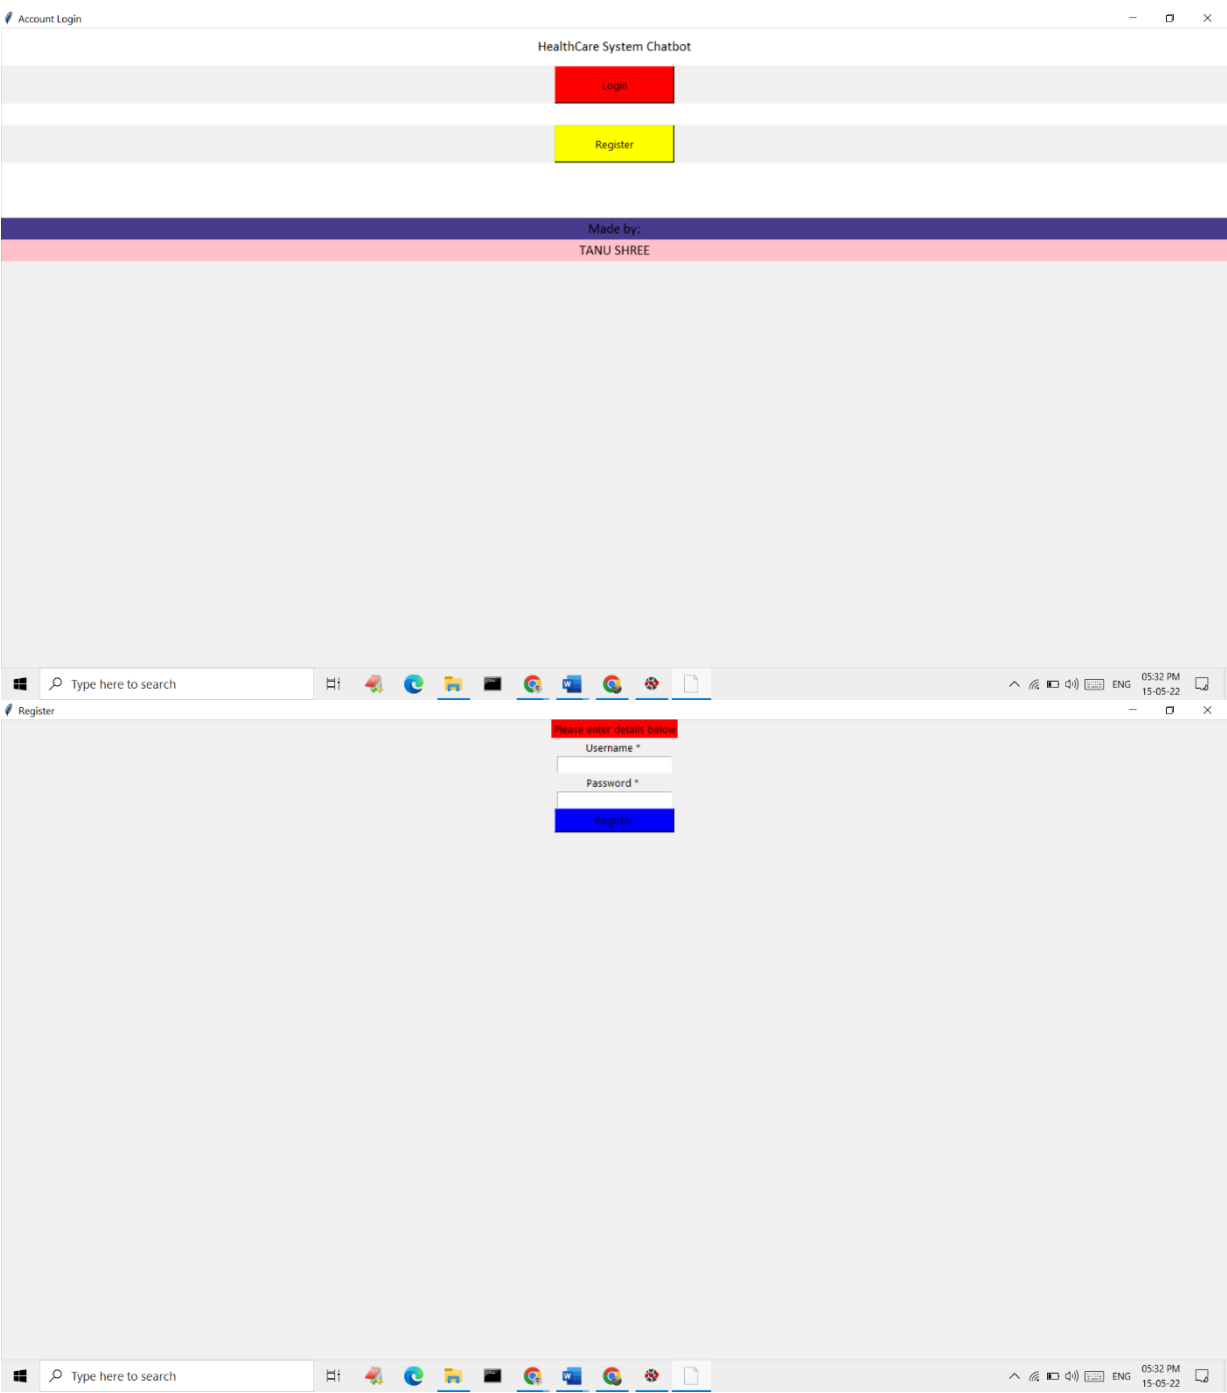 Account Login
HealthCare System Chatbot
Login
Register
Made by:
TANU SHREE
Type here to search
ENG
05:32 PM
15-05-22
Register
Please enter details below
Username *
Password *
Register
Type here to search
ENG
05:32 PM
15-05-22